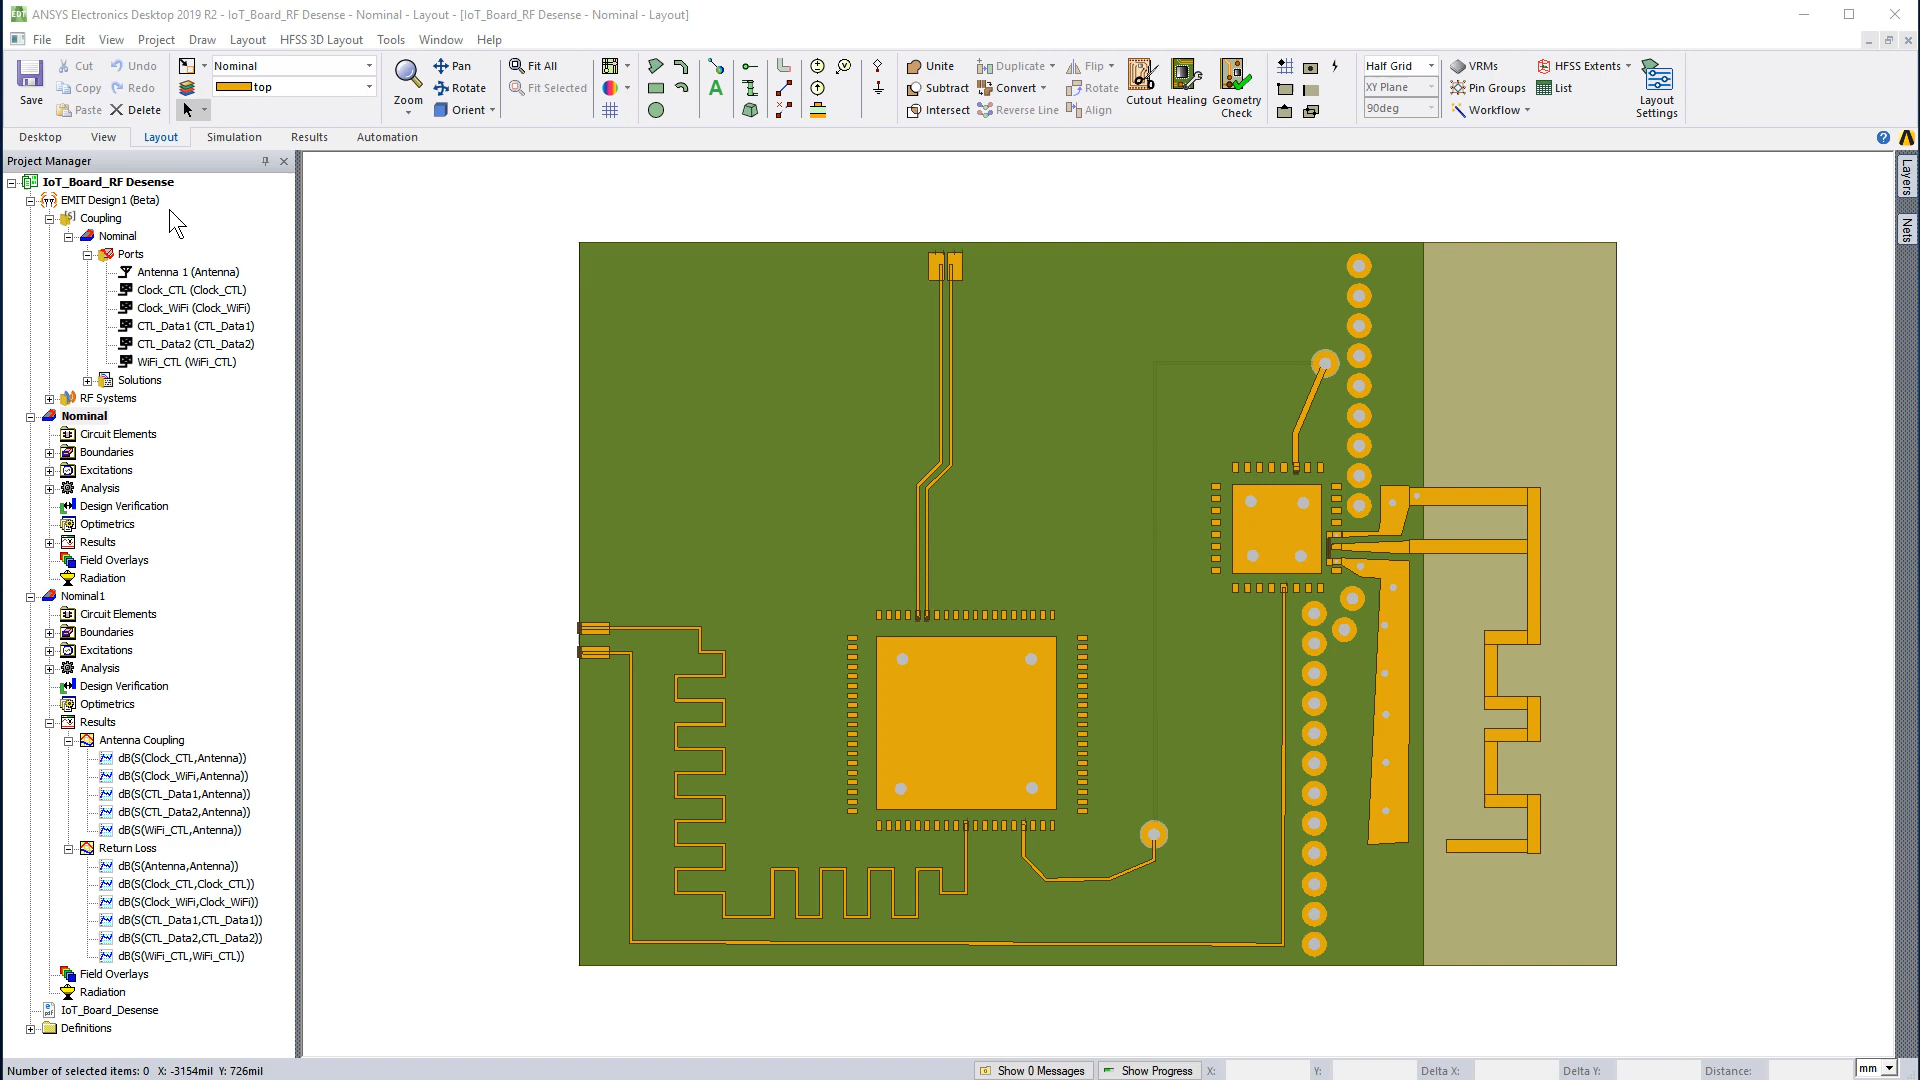 ANSYS Electronics Desktop 2019 R2 - IoT_Board_RF Desense - Nominal - Layout - [IoT_Board_RF Desense - Nominal - Layout]
File Edit View Project Draw Layout HFSS 3D Layout Tools Window Help
Save
Cut
Undo
Copy
Redo
Paste
Delete
Nominal
top
Zoom
Pan
Rotate
Orient
Fit All
Fit Selected
A
Unite
Subtract
Intersect
Duplicate
Convert
Reverse Line
Flip
Rotate
Align
Cutout
Healing
Geometry
Check
Half Grid
XY Plane
90deg
VRMs
Pin Groups
Workflow
HFSS Extents
List
Layout
Settings
Desktop View Layout Simulation Results Automation
Project Manager
IoT_Board_RF Desense
EMIT Design1 (Beta)
Coupling
Nominal
Ports
Antenna 1 (Antenna)
Clock_CTL (Clock_CTL)
Clock_WiFi (Clock_WiFi)
CTL_Data1 (CTL_Data1)
CTL_Data2 (CTL_Data2)
WiFi_CTL (WiFi_CTL)
Solutions
RF Systems
Nominal
Circuit Elements
Boundaries
Excitations
Analysis
Design Verification
Optimetrics
Results
Field Overlays
Radiation
Nominal1
Circuit Elements
Boundaries
Excitations
Analysis
Design Verification
Optimetrics
Results
Antenna Coupling
dB(S(Clock_CTL,Antenna))
dB(S(Clock_WiFi,Antenna))
dB(S(CTL_Data1,Antenna))
dB(S(CTL_Data2,Antenna))
dB(S(WiFi_CTL,Antenna))
Return Loss
dB(S(Antenna,Antenna))
dB(S(Clock_CTL,Clock_CTL))
dB(S(Clock_WiFi,Clock_WiFi))
dB(S(CTL_Data1,CTL_Data1))
dB(S(CTL_Data2,CTL_Data2))
dB(S(WiFi_CTL,WiFi_CTL))
Field Overlays
Radiation
IoT_Board_Desense
Definitions
Layers
Nets
Number of selected items: 0 X: -3154mil Y: 726mil
Show 0 Messages
Show Progress
X:
Y:
Delta X:
Delta Y:
Distance:
mm